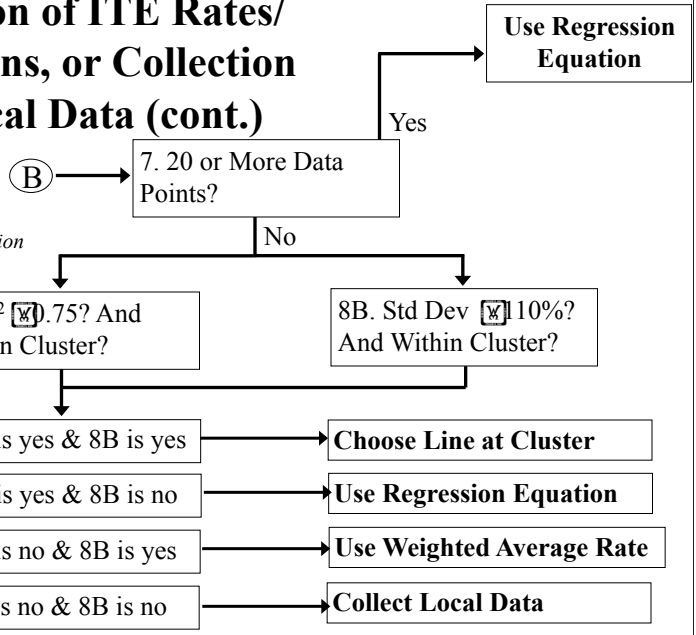 on of ITE Rates/
ns, or Collection
cal Data (cont.)
Use Regression
Equation
Yes
B
7. 20 or More Data
Points?
ion
No
² 0.75? And
n Cluster?
8B. Std Dev 110%?
And Within Cluster?
s yes & 8B is yes
Choose Line at Cluster
is yes & 8B is no
Use Regression Equation
s no & 8B is yes
Use Weighted Average Rate
s no & 8B is no
Collect Local Data